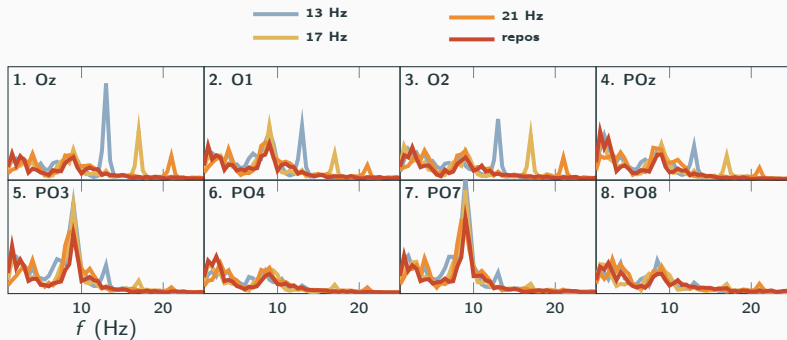 13 Hz 21 Hz
17 Hz repos
1. Oz 2. O1 3. O2 4. POz
5. PO3 6. PO4 7. PO7 8. PO8
10 20 10 20 10 20 10 20
f (Hz)